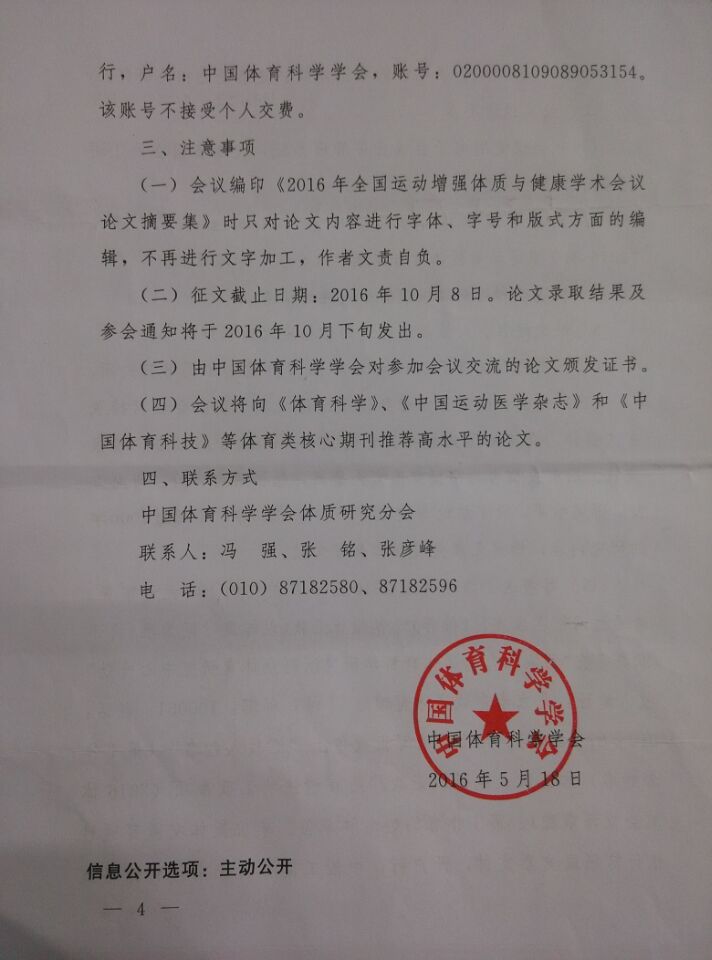 行，户名：中国体育科学学会，账号：0200008109089053154。
该账号不接受个人交费。
三、注意事项
（一）会议编印《2016年全国运动增强体质与健康学术会议
论文摘要集》时只对论文内容进行字体、字号和版式方面的编
辑，不再进行文字加工，作者文责自负。
（二）征文截止日期：2016年10月8日。论文录取结果及
参会通知将于2016年10月下旬发出。
（三）由中国体育科学学会对参加会议交流的论文颁发证书。
（四）会议将向《体育科学》、《中国运动医学杂志》和《中
国体育科技》等体育类核心期刊推荐高水平的论文。
四、联系方式
中国体育科学学会体质研究分会
联系人：冯　强、张　铭、张彦峰
电　话：（010）87182580、87182596
中国体育科学学会
中国体育科学学会
2016年5月18日
信息公开选项：主动公开
— 4 —